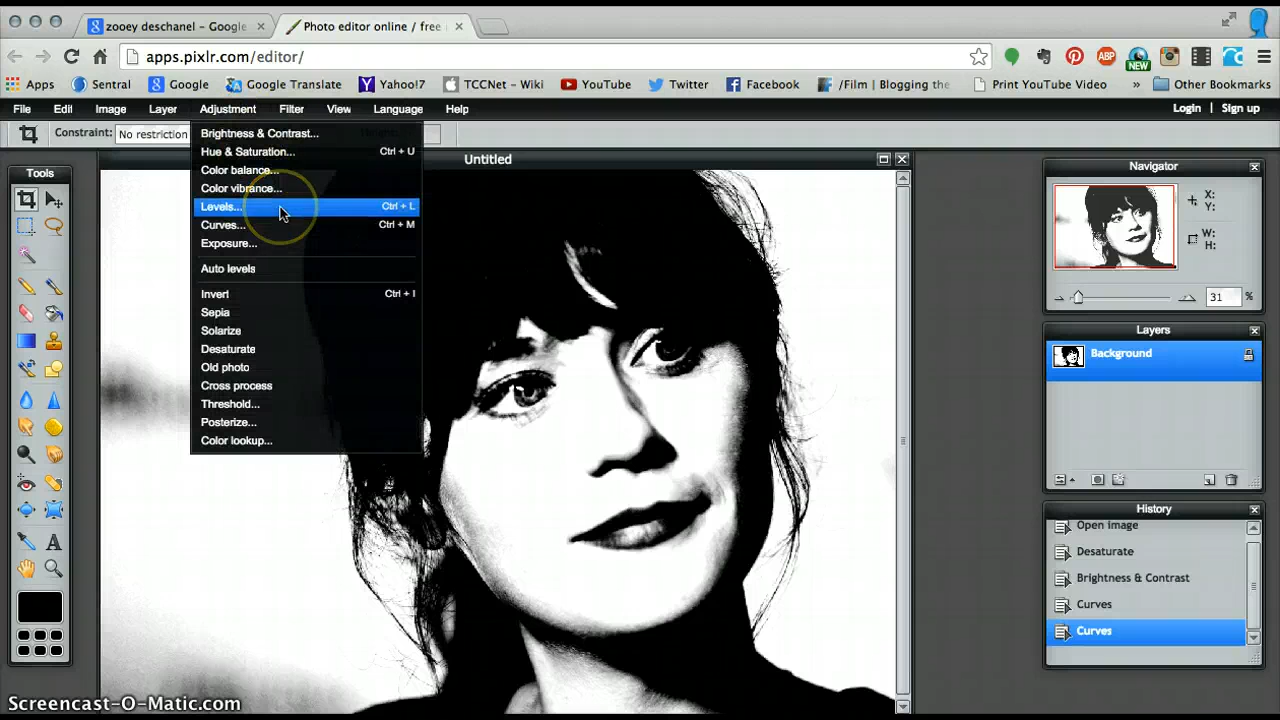 zooey deschanel - Google
Photo editor online / free
apps.pixlr.com/editor/
ABP
NEW
Apps
Sentral
Google
Google Translate
Yahoo!7
TCCNet - Wiki
YouTube
Twitter
Facebook
/Film | Blogging the
Print YouTube Video
»
Other Bookmarks
File
Edit
Image
Layer
Adjustment
Filter
View
Language
Help
Login
Sign up
Constraint:
No restriction
Brightness & Contrast...
Hue & Saturation... Ctrl + U
Color balance...
Color vibrance...
Levels... Ctrl + L
Curves... Ctrl + M
Exposure...
Auto levels
Invert Ctrl + I
Sepia
Solarize
Desaturate
Old photo
Cross process
Threshold...
Posterize...
Color lookup...
Tools
Untitled
Navigator
X:
Y:
W:
H:
31 %
Layers
Background
History
Open image
Desaturate
Brightness & Contrast
Curves
Curves
Screencast-O-Matic.com